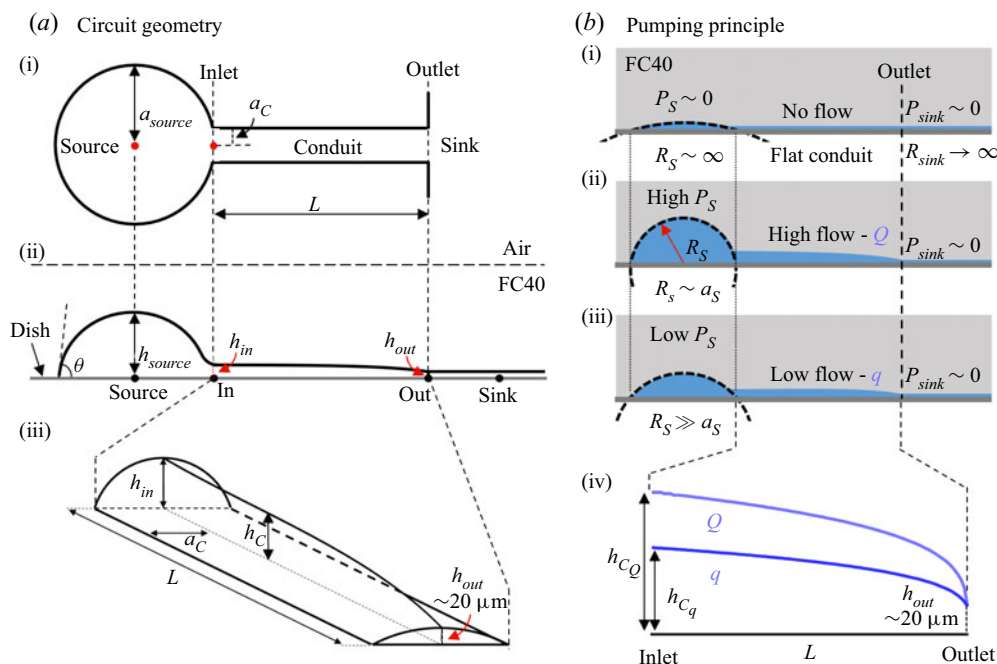 (a) Circuit geometry
(i)
Inlet
Outlet
a_source
a_C
Source
Conduit
Sink
L
(ii)
Air
FC40
Dish
θ
h_source
h_in
h_out
Source
In
Out
Sink
(iii)
h_in
a_C
h_C
L
h_out
~20 μm
(b) Pumping principle
(i)
FC40
Outlet
P_S ~ 0
No flow
P_sink ~ 0
R_S ~ ∞
Flat conduit
R_sink → ∞
(ii)
High P_S
High flow - Q
P_sink ~ 0
R_S
R_s ~ a_S
(iii)
Low P_S
Low flow - q
P_sink ~ 0
R_S ≫ a_S
(iv)
Q
q
h_C_Q
h_C_q
h_out
~20 μm
Inlet
L
Outlet